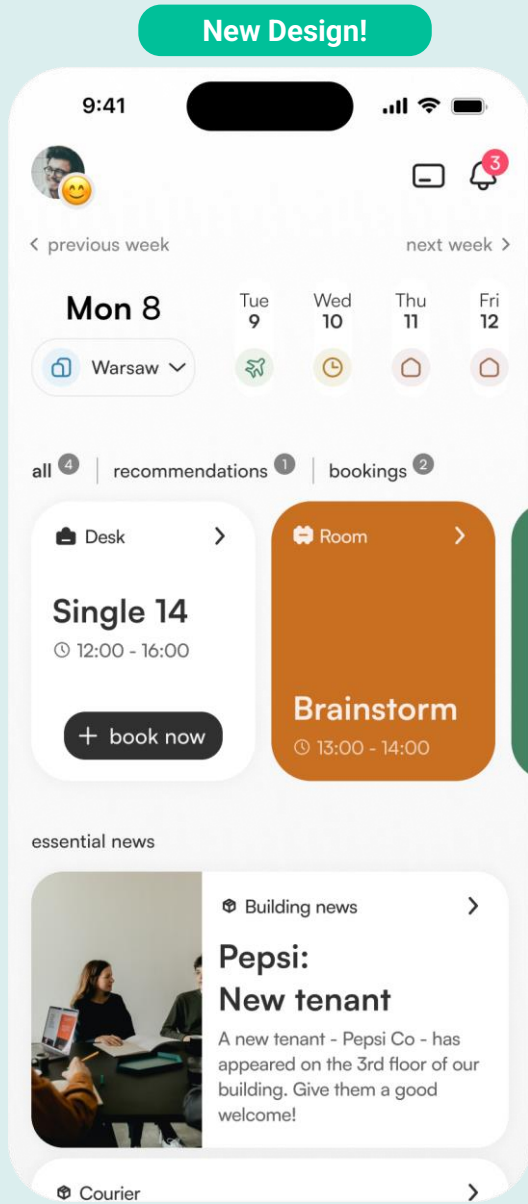 New Design!
9:41
3
previous week
next week
Mon 8
Tue
9
Wed
10
Thu
11
Fri
12
Warsaw
all 4
recommendations 1
bookings 2
Desk
Single 14
12:00 - 16:00
+ book now
Room
Brainstorm
13:00 - 14:00
essential news
Building news
Pepsi:
New tenant
A new tenant - Pepsi Co - has
appeared on the 3rd floor of our
building. Give them a good
welcome!
Courier